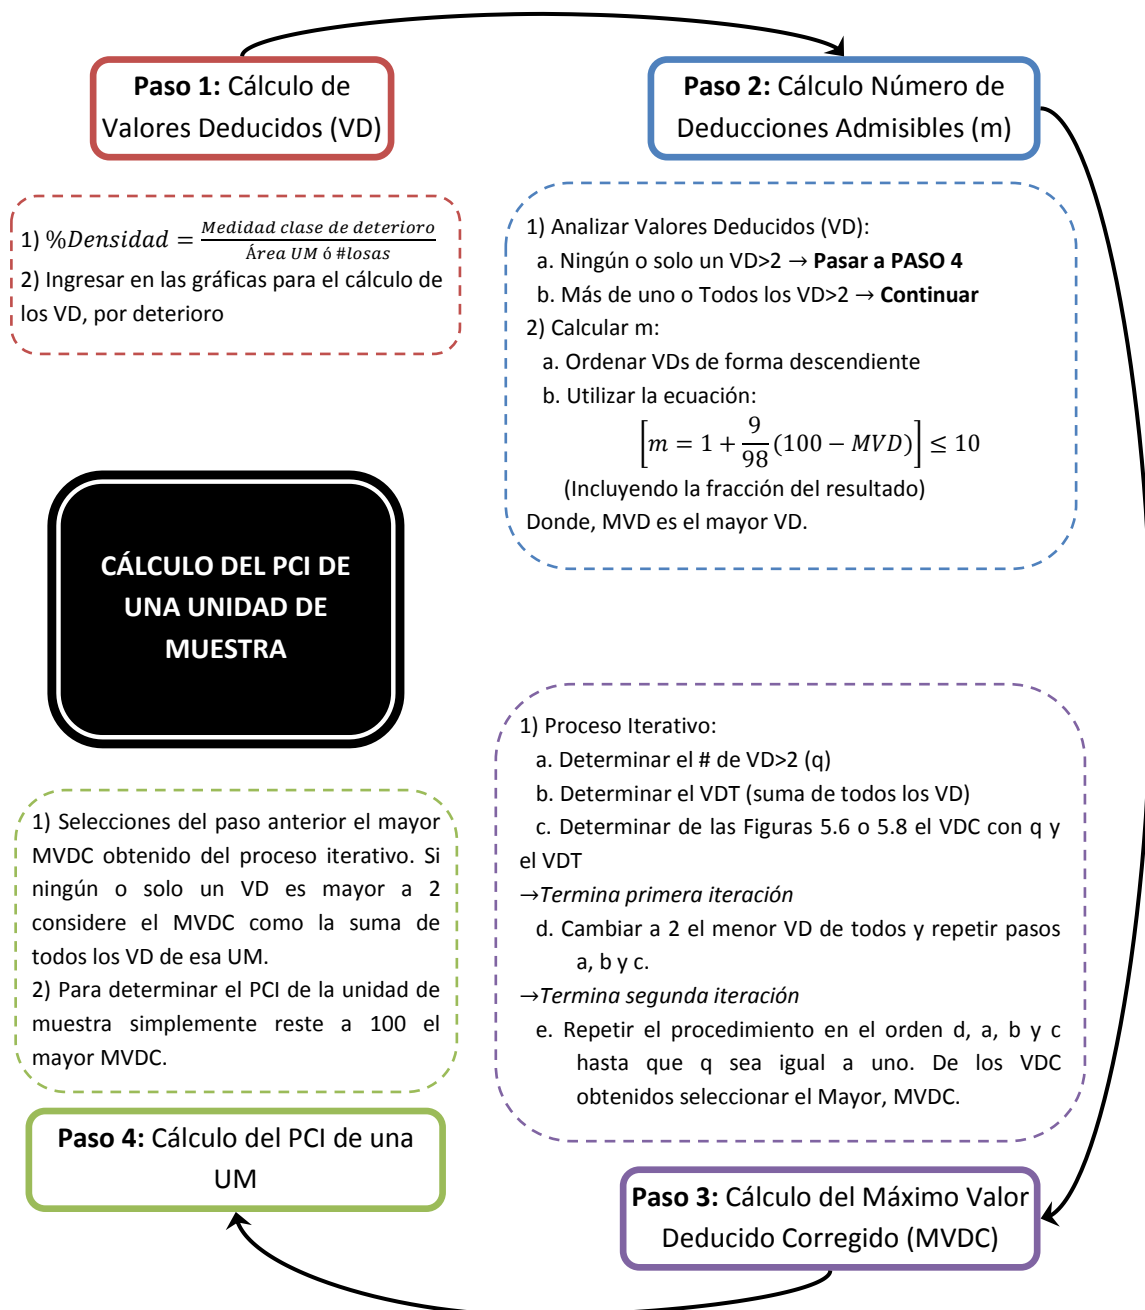 Paso 1: Cálculo de
Valores Deducidos (VD)
1) %Densidad = Medidad clase de deterioro / Área UM ó #losas
2) Ingresar en las gráficas para el cálculo de
los VD, por deterioro
Paso 2: Cálculo Número de
Deducciones Admisibles (m)
1) Analizar Valores Deducidos (VD):
a. Ningún o solo un VD>2 → Pasar a PASO 4
b. Más de uno o Todos los VD>2 → Continuar
2) Calcular m:
a. Ordenar VDs de forma descendiente
b. Utilizar la ecuación:
[m = 1 + 9/98 (100 − MVD)] ≤ 10
(Incluyendo la fracción del resultado)
Donde, MVD es el mayor VD.
CÁLCULO DEL PCI DE
UNA UNIDAD DE
MUESTRA
1) Proceso Iterativo:
a. Determinar el # de VD>2 (q)
b. Determinar el VDT (suma de todos los VD)
c. Determinar de las Figuras 5.6 o 5.8 el VDC con q y
el VDT
→Termina primera iteración
d. Cambiar a 2 el menor VD de todos y repetir pasos
a, b y c.
→Termina segunda iteración
e. Repetir el procedimiento en el orden d, a, b y c
hasta que q sea igual a uno. De los VDC
obtenidos seleccionar el Mayor, MVDC.
Paso 3: Cálculo del Máximo Valor
Deducido Corregido (MVDC)
1) Selecciones del paso anterior el mayor
MVDC obtenido del proceso iterativo. Si
ningún o solo un VD es mayor a 2
considere el MVDC como la suma de
todos los VD de esa UM.
2) Para determinar el PCI de la unidad de
muestra simplemente reste a 100 el
mayor MVDC.
Paso 4: Cálculo del PCI de una
UM